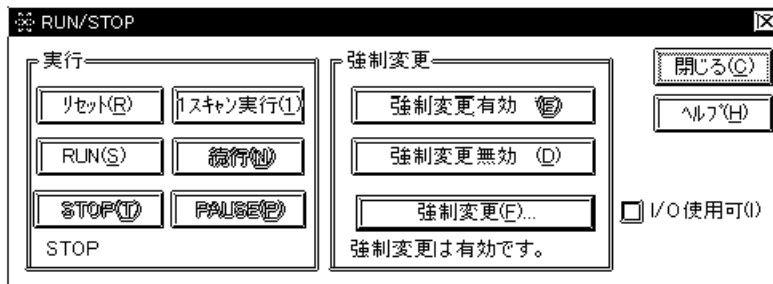 RUN/STOP
実行
ﾘｾｯﾄ(R)
1ｽｷｬﾝ実行(1)
RUN(S)
続行(N)
STOP(T)
PAUSE(P)
STOP
強制変更
強制変更有効 (E)
強制変更無効 (D)
強制変更(F)...
強制変更は有効です。
閉じる(C)
ﾍﾙﾌﾟ(H)
I/O使用可(I)